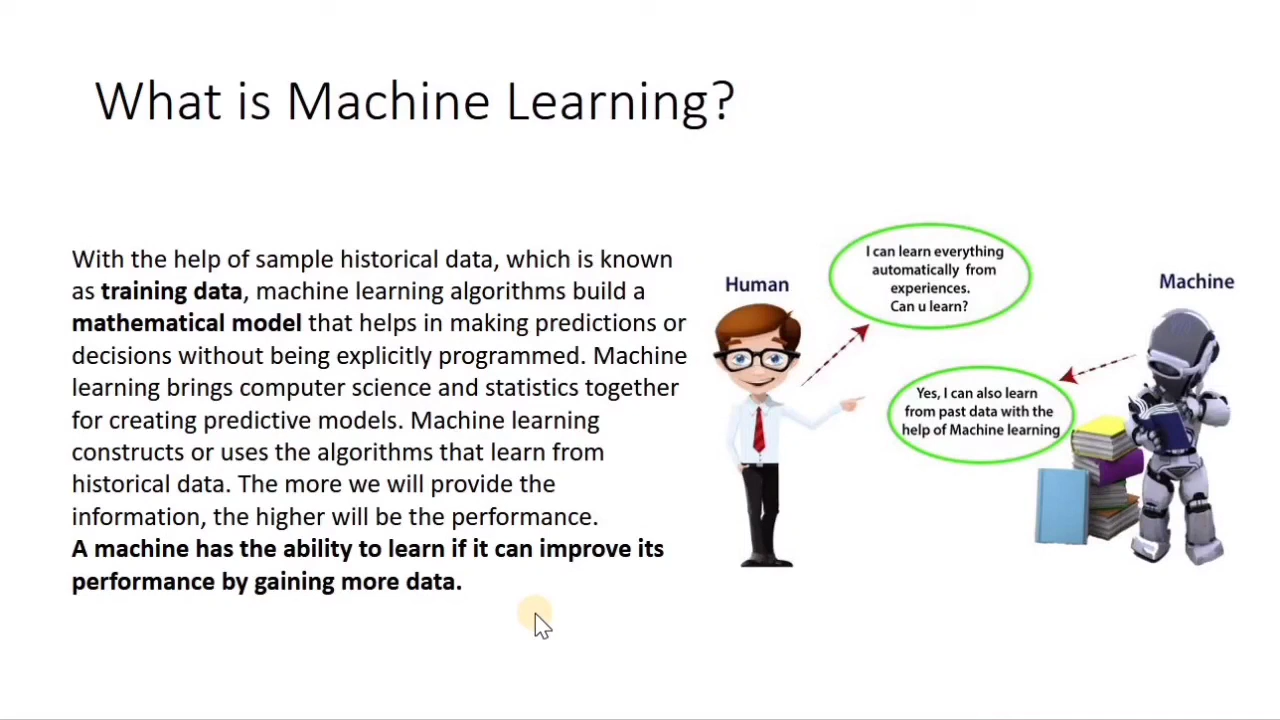 What is Machine Learning?
With the help of sample historical data, which is known
as training data, machine learning algorithms build a
mathematical model that helps in making predictions or
decisions without being explicitly programmed. Machine
learning brings computer science and statistics together
for creating predictive models. Machine learning
constructs or uses the algorithms that learn from
historical data. The more we will provide the
information, the higher will be the performance.
A machine has the ability to learn if it can improve its
performance by gaining more data.
Human
I can learn everything
automatically from
experiences.
Can u learn?
Machine
Yes, I can also learn
from past data with the
help of Machine learning